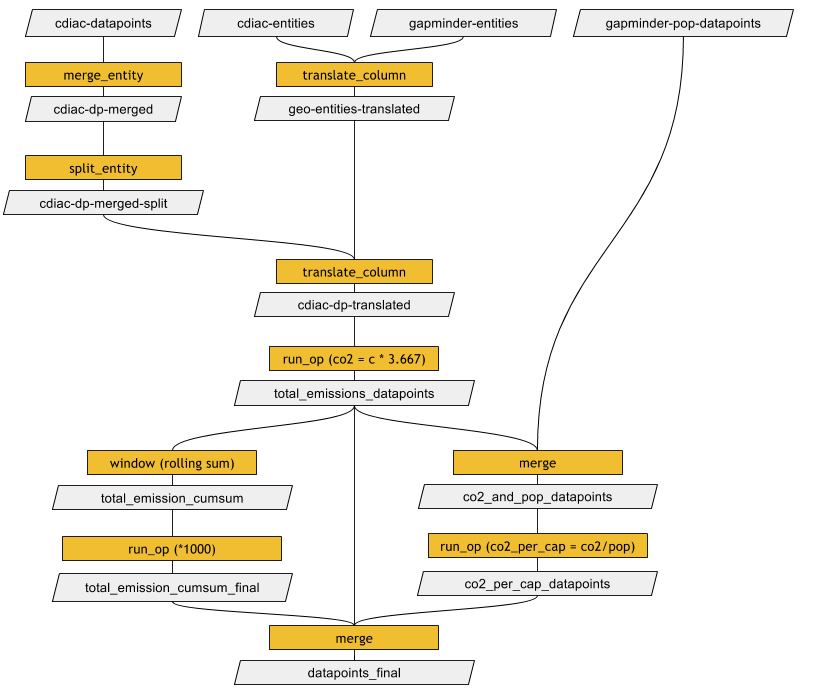 cdiac-datapoints
cdiac-entities
gapminder-entities
gapminder-pop-datapoints
merge_entity
translate_column
cdiac-dp-merged
geo-entities-translated
split_entity
cdiac-dp-merged-split
translate_column
cdiac-dp-translated
run_op (co2 = c * 3.667)
total_emissions_datapoints
window (rolling sum)
merge
total_emission_cumsum
co2_and_pop_datapoints
run_op (*1000)
run_op (co2_per_cap = co2/pop)
total_emission_cumsum_final
co2_per_cap_datapoints
merge
datapoints_final